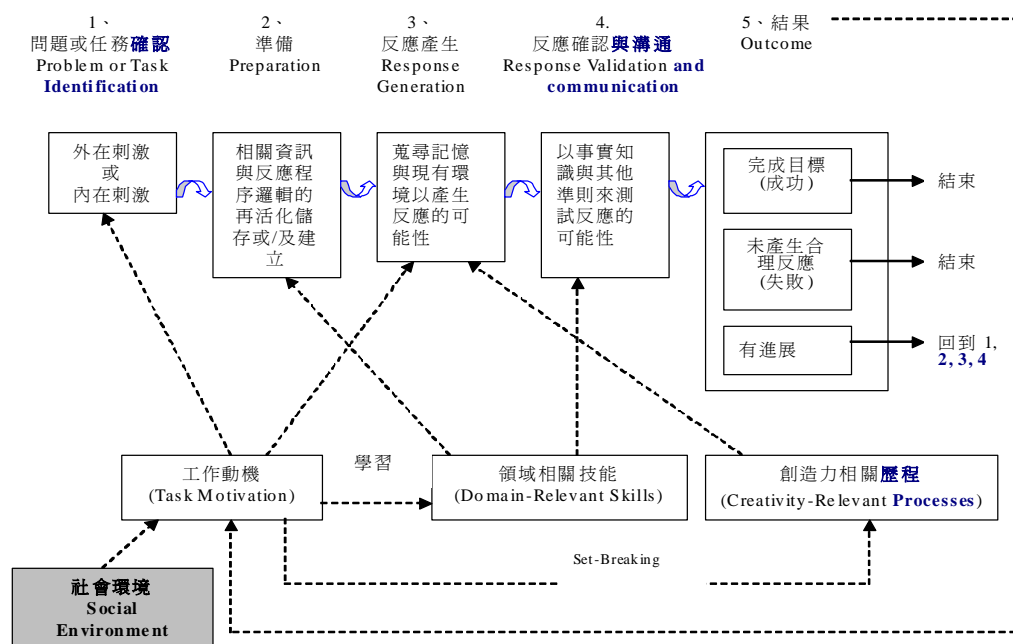 1、
問題或任務確認
Problem or Task
Identification
2、
準備
Preparation
3、
反應產生
Response
Generation
4.
反應確認與溝通
Response Validation and
communication
5、結果
Outcome
外在刺激
或
內在刺激
相關資訊
與反應程
序邏輯的
再活化儲
存或/及建
立
蒐尋記憶
與現有環
境以產生
反應的可
能性
以事實知
識與其他
準則來測
試反應的
可能性
完成目標
(成功)
結束
未產生合
理反應
(失敗)
結束
有進展
回到 1,
2, 3, 4
工作動機
(Task Motivation)
學習
領域相關技能
(Domain-Relevant Skills)
創造力相關歷程
(Creativity-Relevant Processes)
Set-Breaking
社會環境
Social
Environment